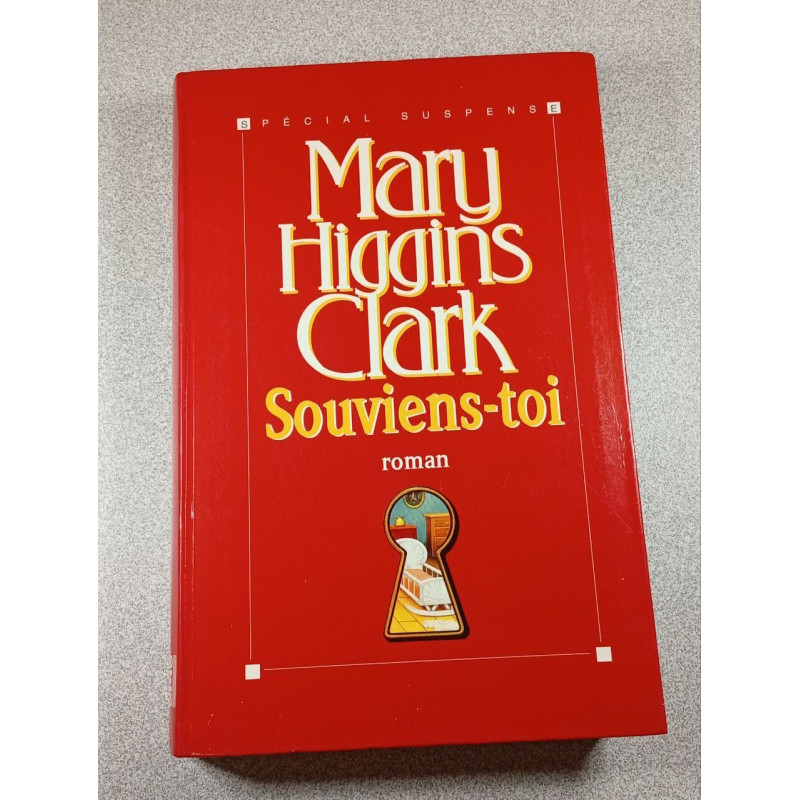 SPÉCIAL SUSPENSE
Mary
Higgins
Clark
Souviens-toi
roman